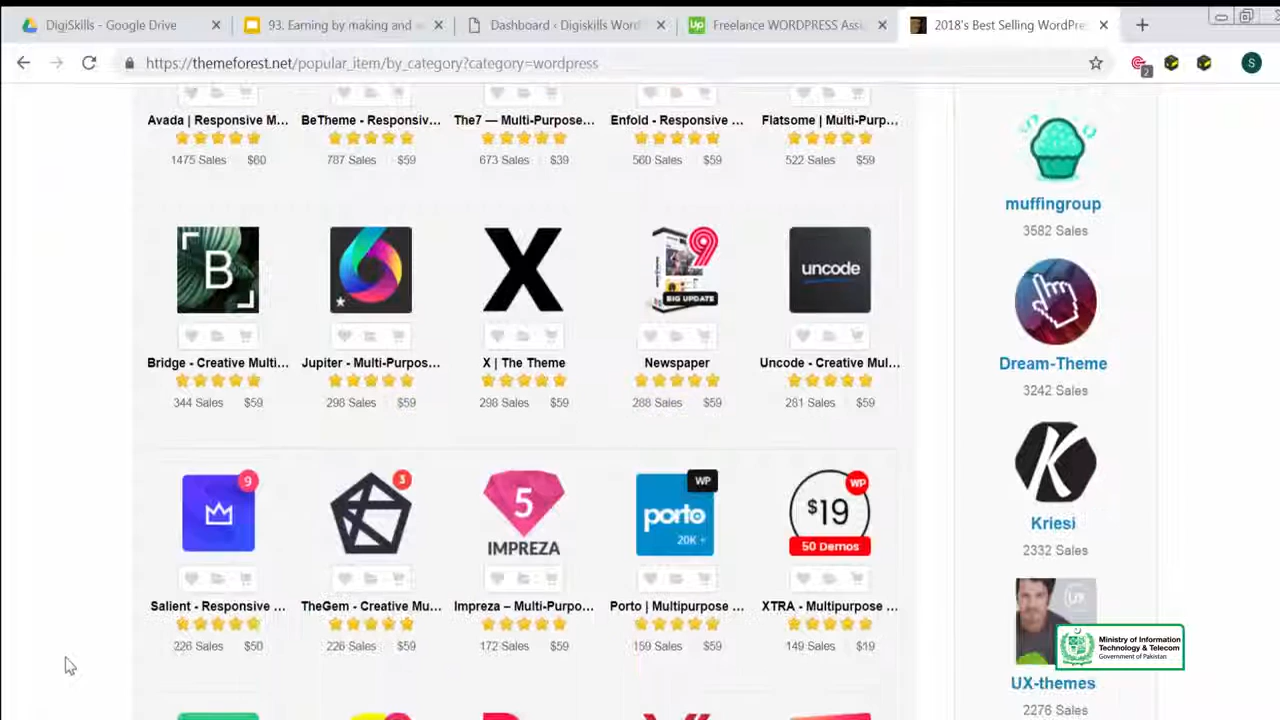 DigiSkills - Google Drive
93. Earning by making and
Dashboard ‹ Digiskills Word
Up
Freelance WORDPRESS Assi
2018's Best Selling WordPre
https://themeforest.net/popular_item/by_category?category=wordpress
2
S
Avada | Responsive M...
BeTheme - Responsiv...
The7 — Multi-Purpose...
Enfold - Responsive ...
Flatsome | Multi-Purp...
1475 Sales $60
787 Sales $59
673 Sales $39
560 Sales $59
522 Sales $59
muffingroup
3582 Sales
B
6
X
9
BIG UPDATE
uncode
Bridge - Creative Multi...
Jupiter - Multi-Purpos...
X | The Theme
Newspaper
Uncode - Creative Mul...
344 Sales $59
298 Sales $59
298 Sales $59
288 Sales $59
281 Sales $59
Dream-Theme
3242 Sales
K
Kriesi
2332 Sales
9
3
5
IMPREZA
WP
porto
20K +
WP
$19
50 Demos
Salient - Responsive ...
TheGem - Creative Mu...
Impreza – Multi-Purpo...
Porto | Multipurpose ...
XTRA - Multipurpose ...
226 Sales $50
226 Sales $59
172 Sales $59
159 Sales $59
149 Sales $19
UX
Ministry of Information
Technology & Telecom
Government of Pakistan
UX-themes
2276 Sales